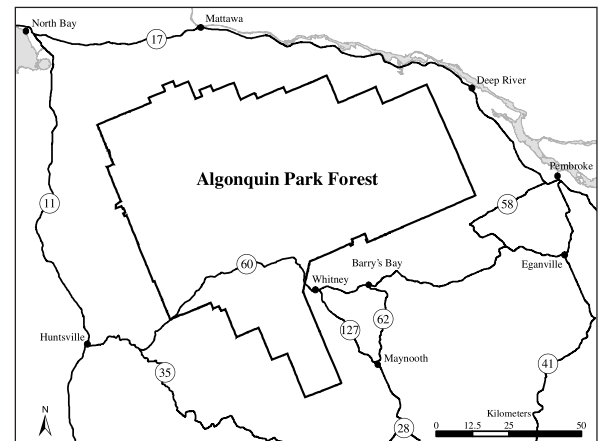 North Bay
Mattawa
17
Deep River
Pembroke
Algonquin Park Forest
11
58
60
Eganville
Barry's Bay
Whitney
62
127
Huntsville
Maynooth
35
41
28
N
Kilometers
0 12.5 25 50